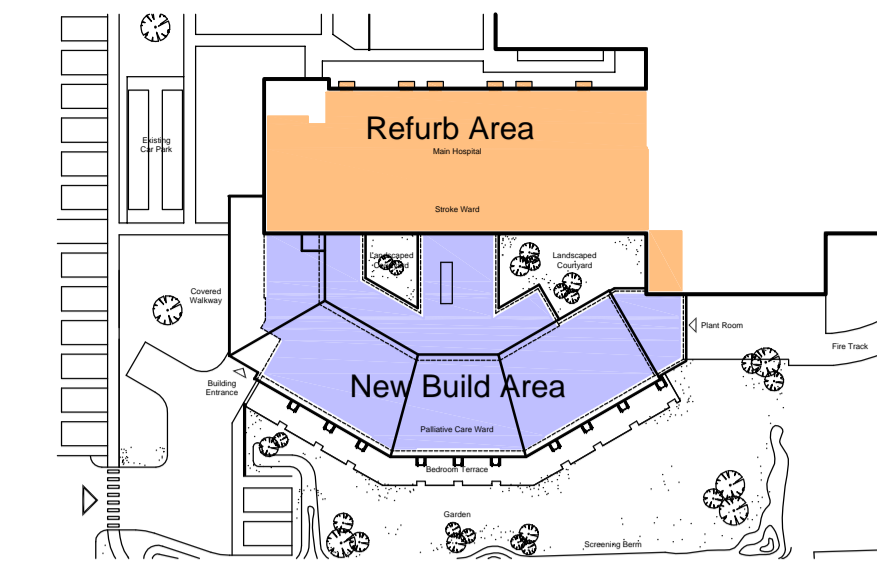 Refurb Area
Main Hospital
Existing
Car Park
Stroke Ward
Landscaped
Courtyard
Landscaped
Courtyard
Covered
Walkway
Plant Room
Fire Track
Building
Entrance
New Build Area
Palliative Care Ward
Bedroom Terrace
Garden
Screening Berm